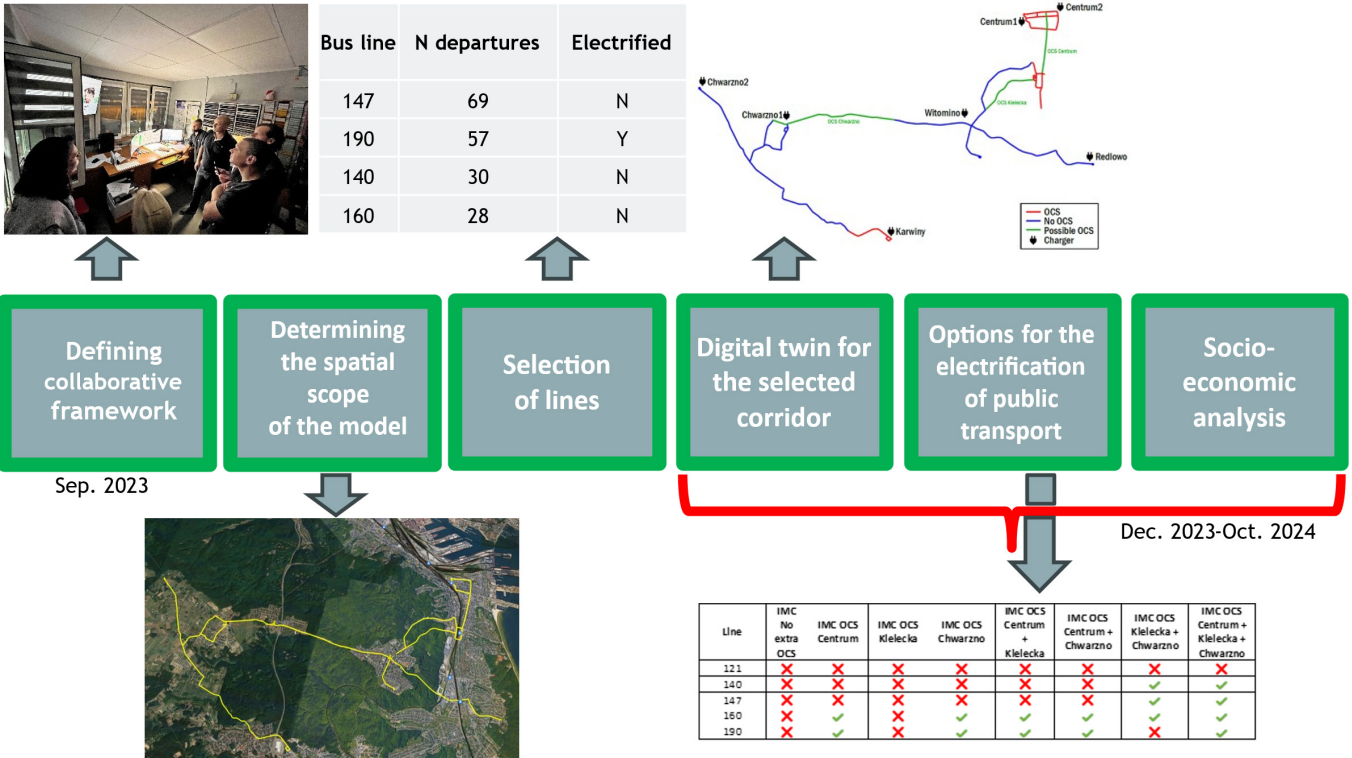 Bus line N departures Electrified
147 69 N
190 57 Y
140 30 N
160 28 N
Centrum2
Centrum1
OCS Centrum
Chwarzno2
OCS Kielecka
Chwarzno1
OCS Chwarzno
Witomino
Redlowo
Karwiny
OCS
No OCS
Possible OCS
Charger
Defining
collaborative
framework
Determining
the spatial
scope
of the model
Selection
of lines
Digital twin for
the selected
corridor
Options for the
electrification
of public
transport
Socio-
economic
analysis
Sep. 2023
Dec. 2023-Oct. 2024
Line
IMC
No
extra
OCS
IMC OCS
Centrum
IMC OCS
Klelecka
IMC OCS
Chwarzno
IMC OCS
Centrum
+
Klelecka
IMC OCS
Centrum +
Chwarzno
IMC OCS
Klelecka +
Chwarzno
IMC OCS
Centrum +
Klelecka +
Chwarzno
121 ✕ ✕ ✕ ✕ ✕ ✕ ✕ ✕
140 ✕ ✕ ✕ ✕ ✕ ✕ ✓ ✓
147 ✕ ✕ ✕ ✕ ✕ ✕ ✓ ✓
160 ✕ ✓ ✕ ✓ ✓ ✓ ✓ ✓
190 ✕ ✓ ✕ ✓ ✓ ✓ ✕ ✓